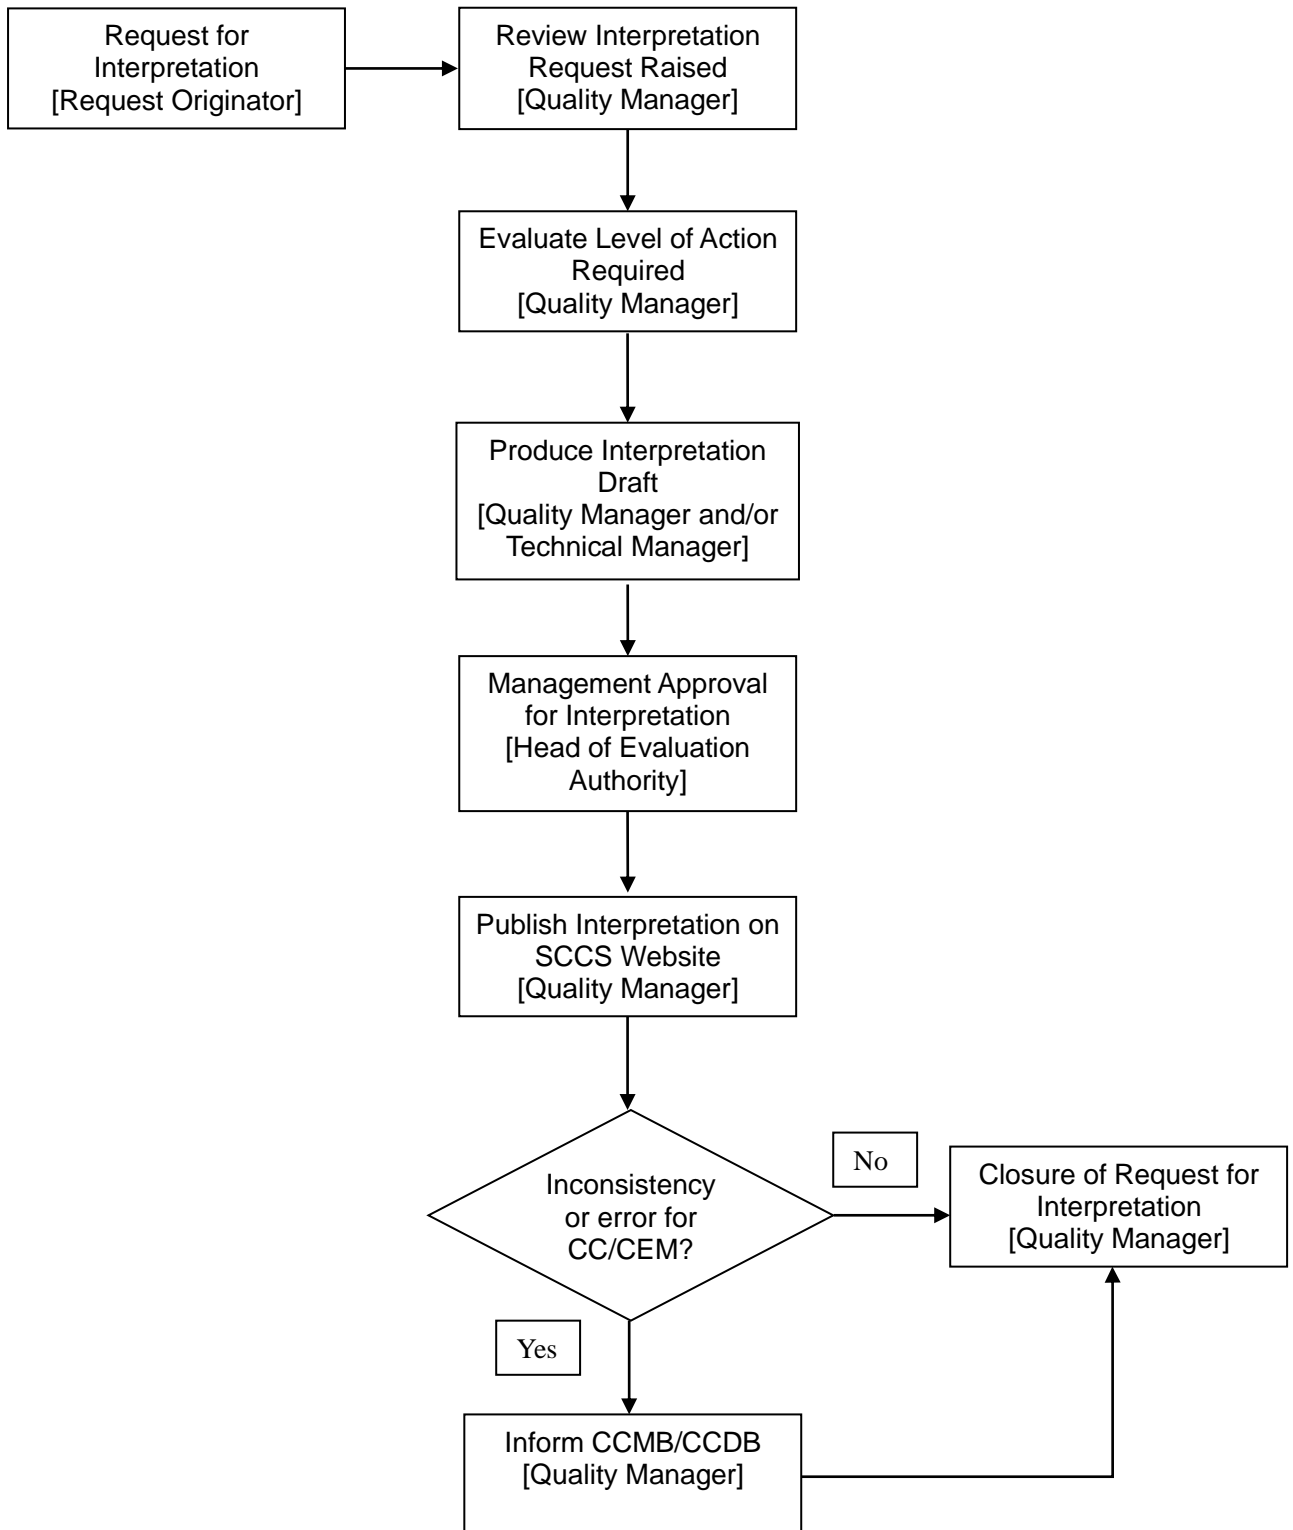 Request for
Interpretation
[Request Originator]
Review Interpretation
Request Raised
[Quality Manager]
Evaluate Level of Action
Required
[Quality Manager]
Produce Interpretation
Draft
[Quality Manager and/or
Technical Manager]
Management Approval
for Interpretation
[Head of Evaluation
Authority]
Publish Interpretation on
SCCS Website
[Quality Manager]
Inconsistency
or error for
CC/CEM?
No
Closure of Request for
Interpretation
[Quality Manager]
Yes
Inform CCMB/CCDB
[Quality Manager]